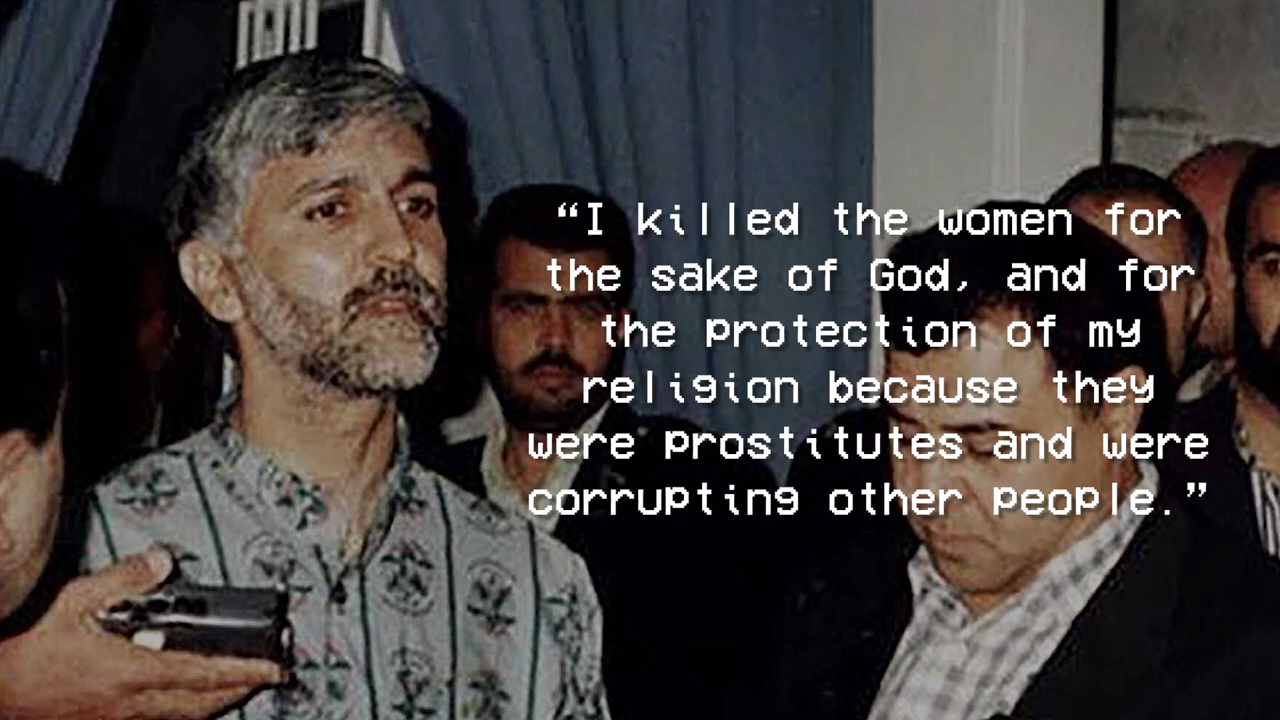 “I killed the women for
the sake of God, and for
the protection of my
religion because they
were prostitutes and were
corrupting other people.”